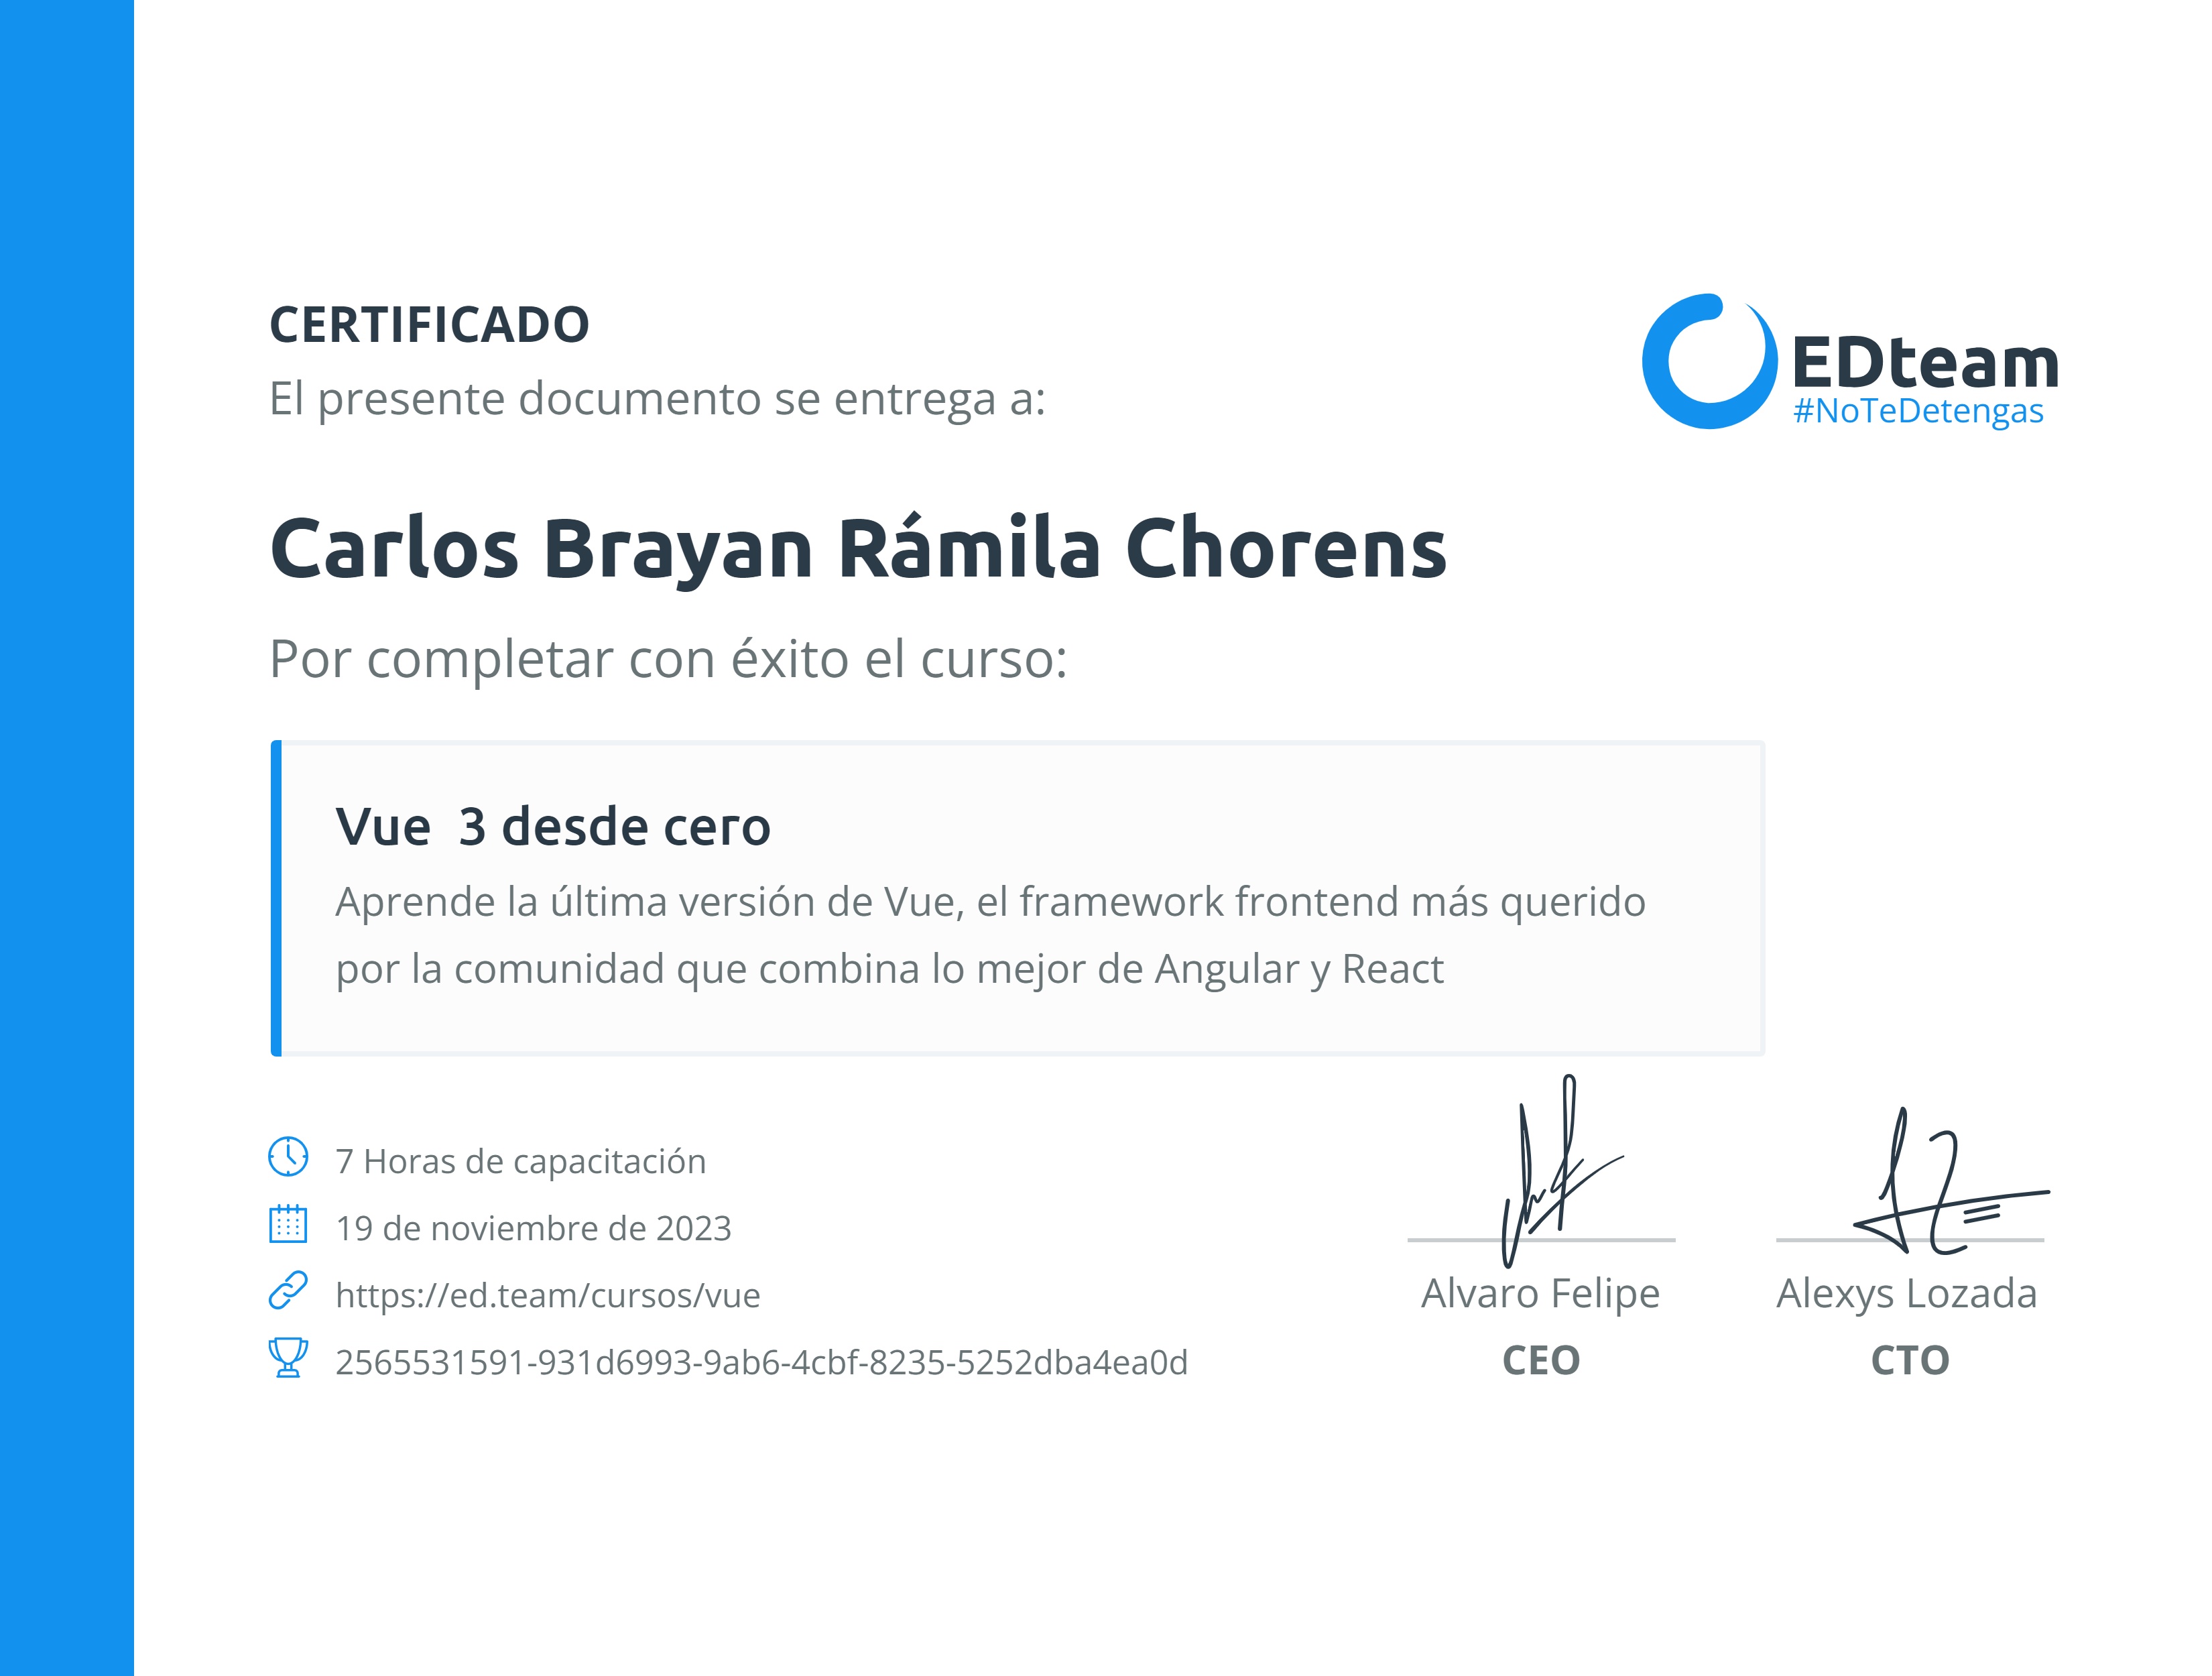 CERTIFICADO
El presente documento se entrega a:
EDteam
#NoTeDetengas
Carlos Brayan Rámila Chorens
Por completar con éxito el curso:
Vue  3 desde cero
Aprende la última versión de Vue, el framework frontend más querido
por la comunidad que combina lo mejor de Angular y React
7 Horas de capacitación
19 de noviembre de 2023
https://ed.team/cursos/vue
2565531591-931d6993-9ab6-4cbf-8235-5252dba4ea0d
Alvaro Felipe
CEO
Alexys Lozada
CTO